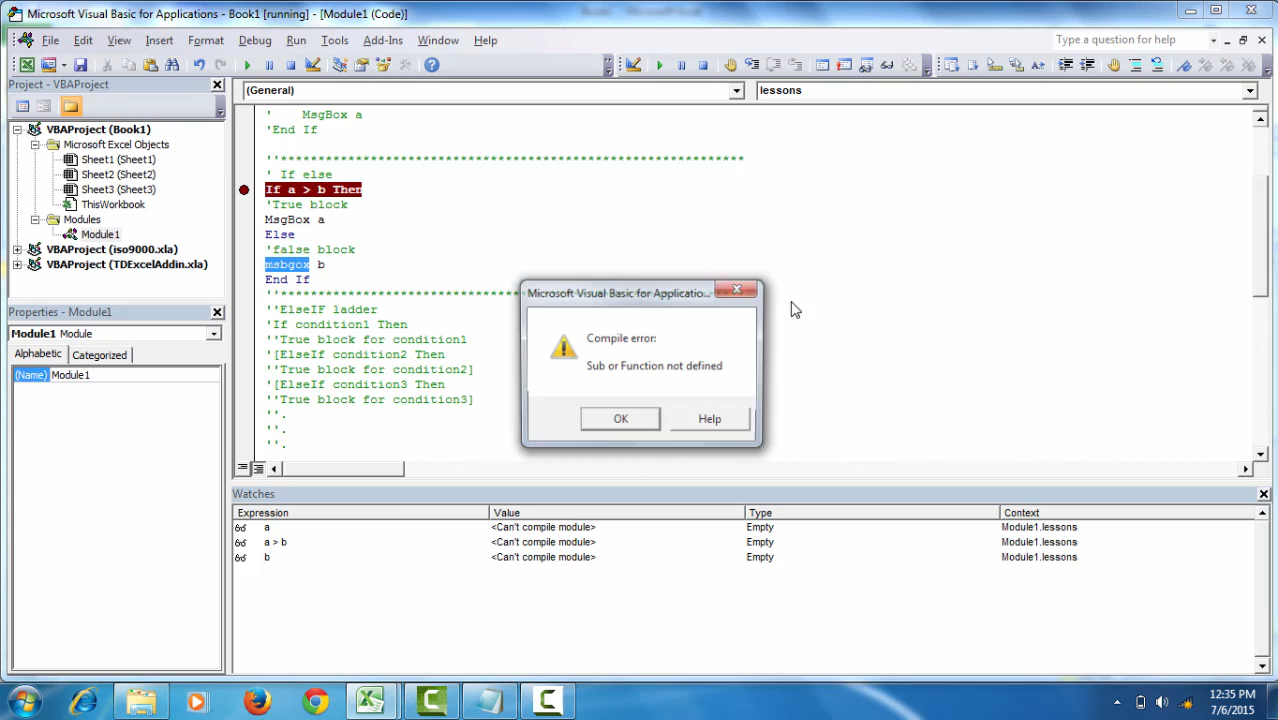 Microsoft Visual Basic for Applications - Book1 [running] - [Module1 (Code)]
File Edit View Insert Format Debug Run Tools Add-Ins Window Help
Type a question for help
Project - VBAProject
(General)
lessons
VBAProject (Book1)
Microsoft Excel Objects
Sheet1 (Sheet1)
Sheet2 (Sheet2)
Sheet3 (Sheet3)
ThisWorkbook
Modules
Module1
VBAProject (iso9000.xla)
VBAProject (TDExcelAddin.xla)
Properties - Module1
Module1 Module
Alphabetic Categorized
(Name) Module1
' MsgBox a
'End If
''**************************************************************
' If else
If a > b Then
'True block
MsgBox a
Else
'false block
msbgox b
End If
''**********************************
''ElseIF ladder
'If condition1 Then
''True block for condition1
'[ElseIf condition2 Then
''True block for condition2]
'[ElseIf condition3 Then
''True block for condition3]
''.
''.
''.
Microsoft Visual Basic for Applicatio...
Compile error:
Sub or Function not defined
OK Help
Watches
Expression Value Type Context
a <Can't compile module> Empty Module1.lessons
a > b <Can't compile module> Empty Module1.lessons
b <Can't compile module> Empty Module1.lessons
12:35 PM
7/6/2015